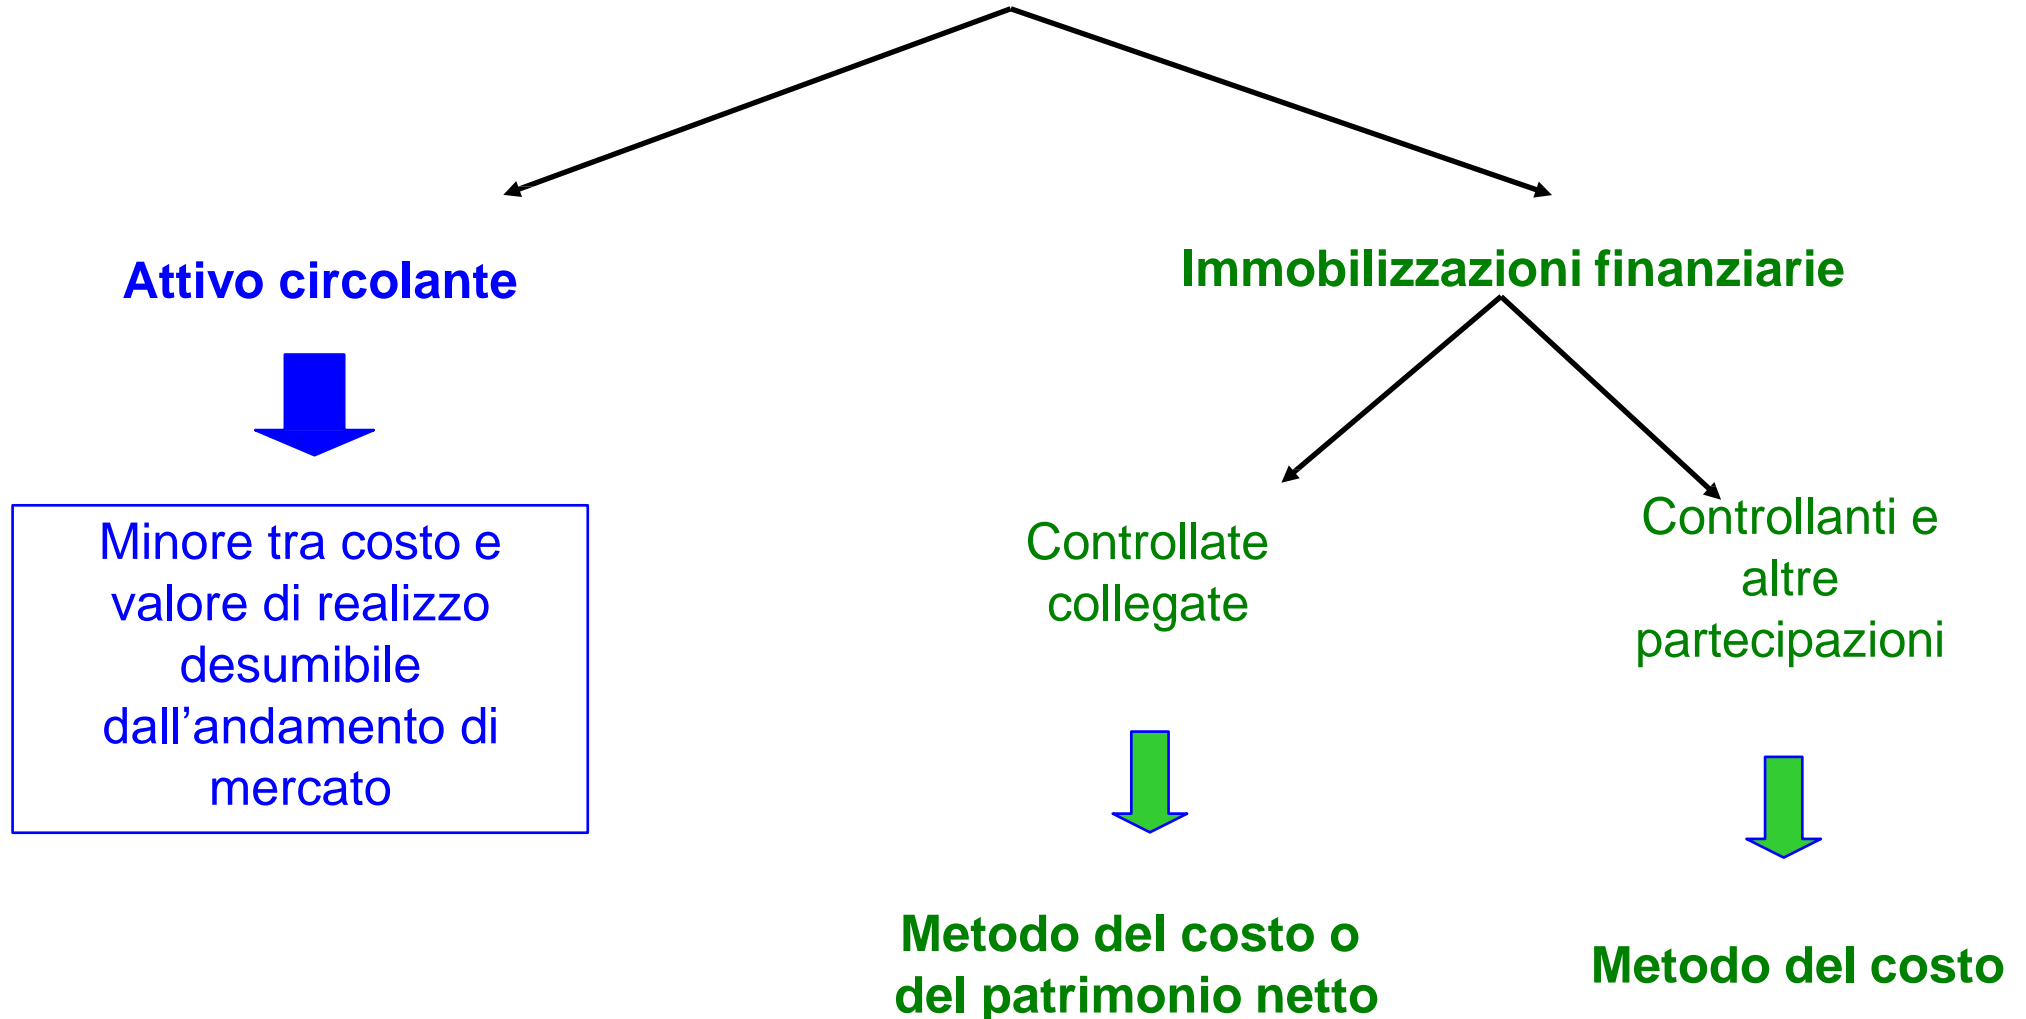 Attivo circolante
Immobilizzazioni finanziarie
Minore tra costo e
valore di realizzo
desumibile
dall’andamento di
mercato
Controllate
collegate
Controllanti e
altre
partecipazioni
Metodo del costo o
del patrimonio netto
Metodo del costo